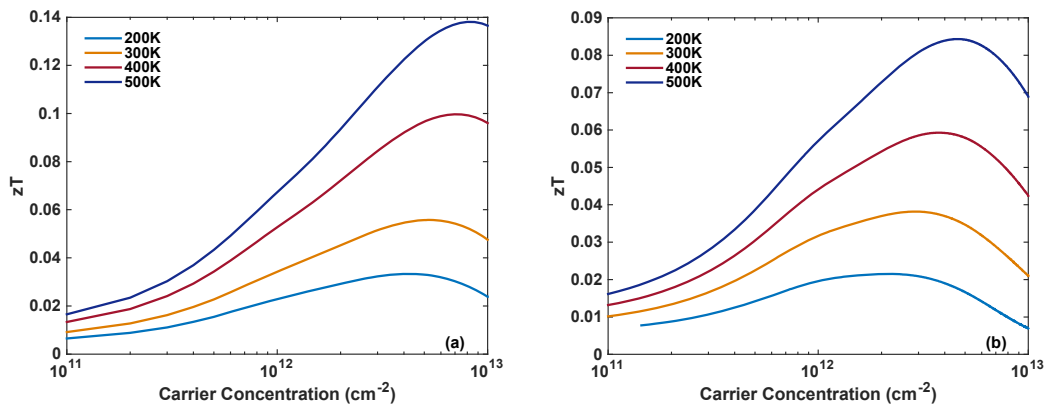 0.14
0.12
0.1
0.08
0.06
0.04
0.02
0
zT
200K
300K
400K
500K
(a)
10^11
10^12
10^13
Carrier Concentration (cm^-2)
0.09
0.08
0.07
0.06
0.05
0.04
0.03
0.02
0.01
0
zT
200K
300K
400K
500K
(b)
10^11
10^12
10^13
Carrier Concentration (cm^-2)